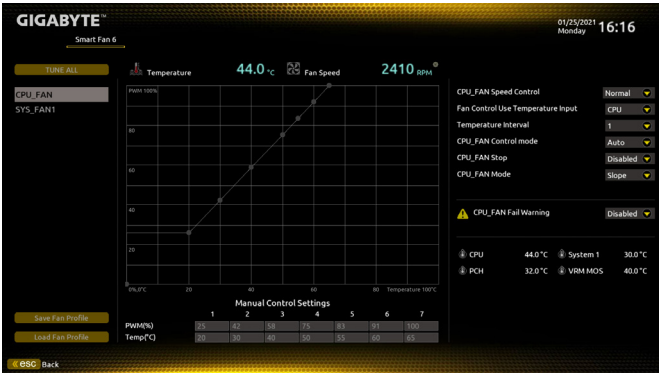 GIGABYTE™
Smart Fan 6
01/25/2021
Monday
16:16
TUNE ALL
Temperature 44.0 °C Fan Speed 2410 RPM
CPU_FAN
SYS_FAN1
PWM 100%
80
60
40
20
0%,0°C 20 40 60 80 Temperature 100°C
CPU_FAN Speed Control Normal
Fan Control Use Temperature Input CPU
Temperature Interval 1
CPU_FAN Control mode Auto
CPU_FAN Stop Disabled
CPU_FAN Mode Slope
CPU_FAN Fail Warning Disabled
CPU 44.0°C System 1 30.0°C
PCH 32.0°C VRM MOS 40.0°C
Manual Control Settings
1 2 3 4 5 6 7
PWM(%) 25 42 58 75 83 91 100
Temp(°C) 20 30 40 50 55 60 65
Save Fan Profile
Load Fan Profile
esc Back